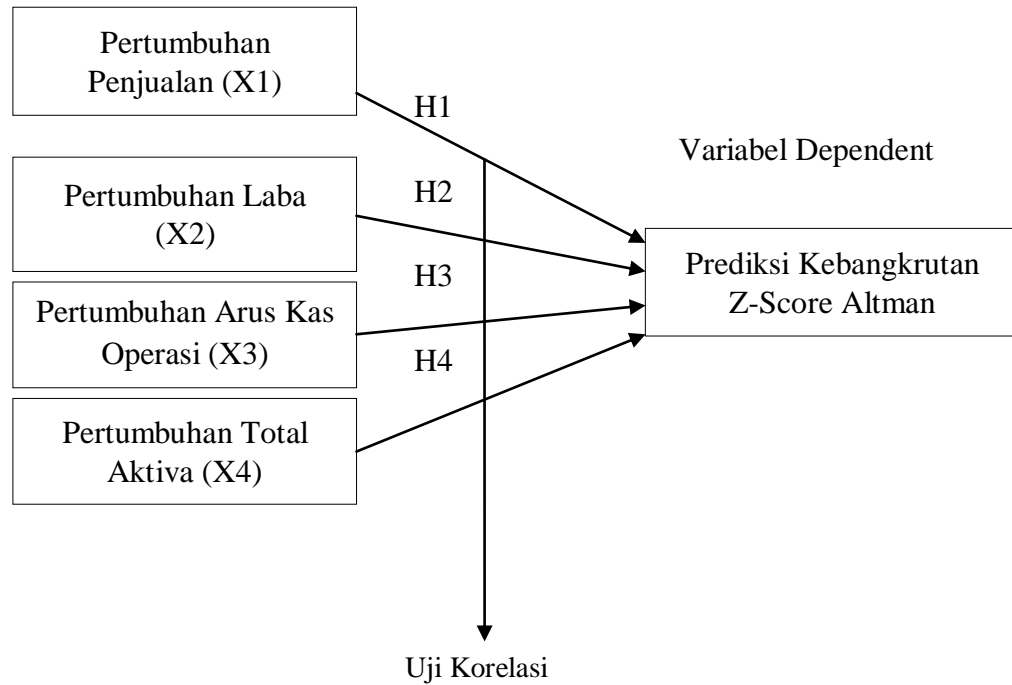 Pertumbuhan
Penjualan (X1)
H1
Variabel Dependent
Pertumbuhan Laba
(X2)
H2
Prediksi Kebangkrutan
Z-Score Altman
H3
Pertumbuhan Arus Kas
Operasi (X3)
H4
Pertumbuhan Total
Aktiva (X4)
Uji Korelasi